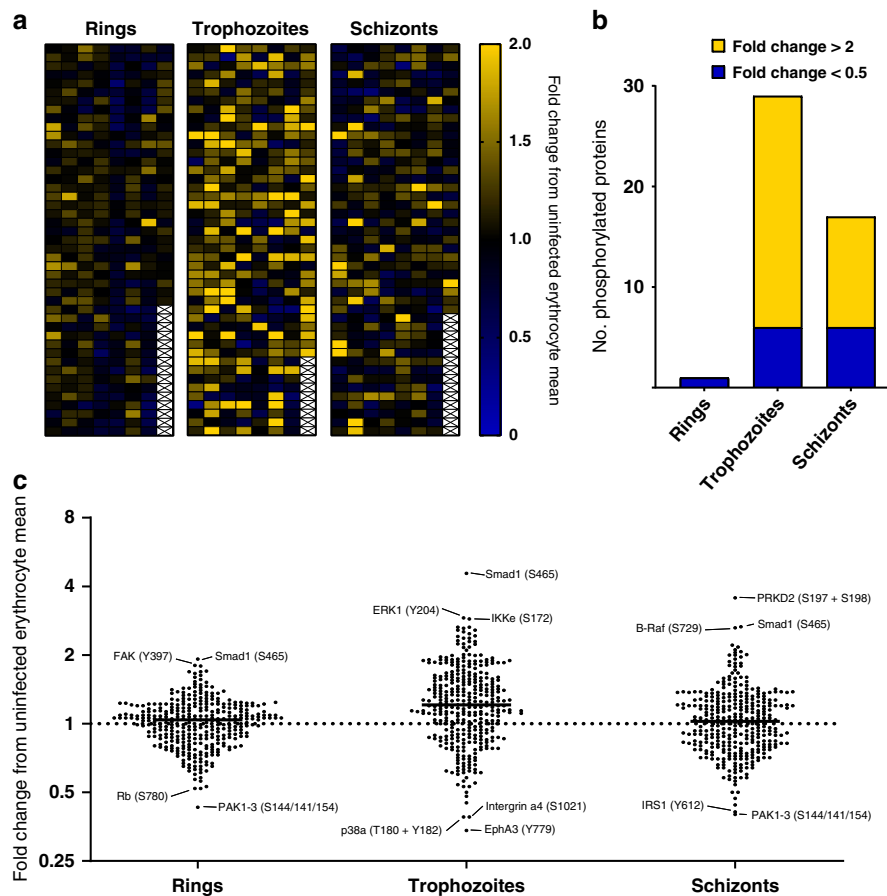 a
Rings Trophozoites Schizonts
2.0
1.5
1.0
0.5
0
Fold change from uninfected erythrocyte mean
b
Fold change > 2
Fold change < 0.5
No. phosphorylated proteins
30
20
10
Rings
Trophozoites
Schizonts
c
Fold change from uninfected erythrocyte mean
8
4
2
1
0.5
0.25
FAK (Y397)
Smad1 (S465)
Rb (S780)
PAK1-3 (S144/141/154)
Smad1 (S465)
ERK1 (Y204)
IKKe (S172)
Intergrin a4 (S1021)
p38a (T180 + Y182)
EphA3 (Y779)
PRKD2 (S197 + S198)
B-Raf (S729)
Smad1 (S465)
IRS1 (Y612)
PAK1-3 (S144/141/154)
Rings Trophozoites Schizonts